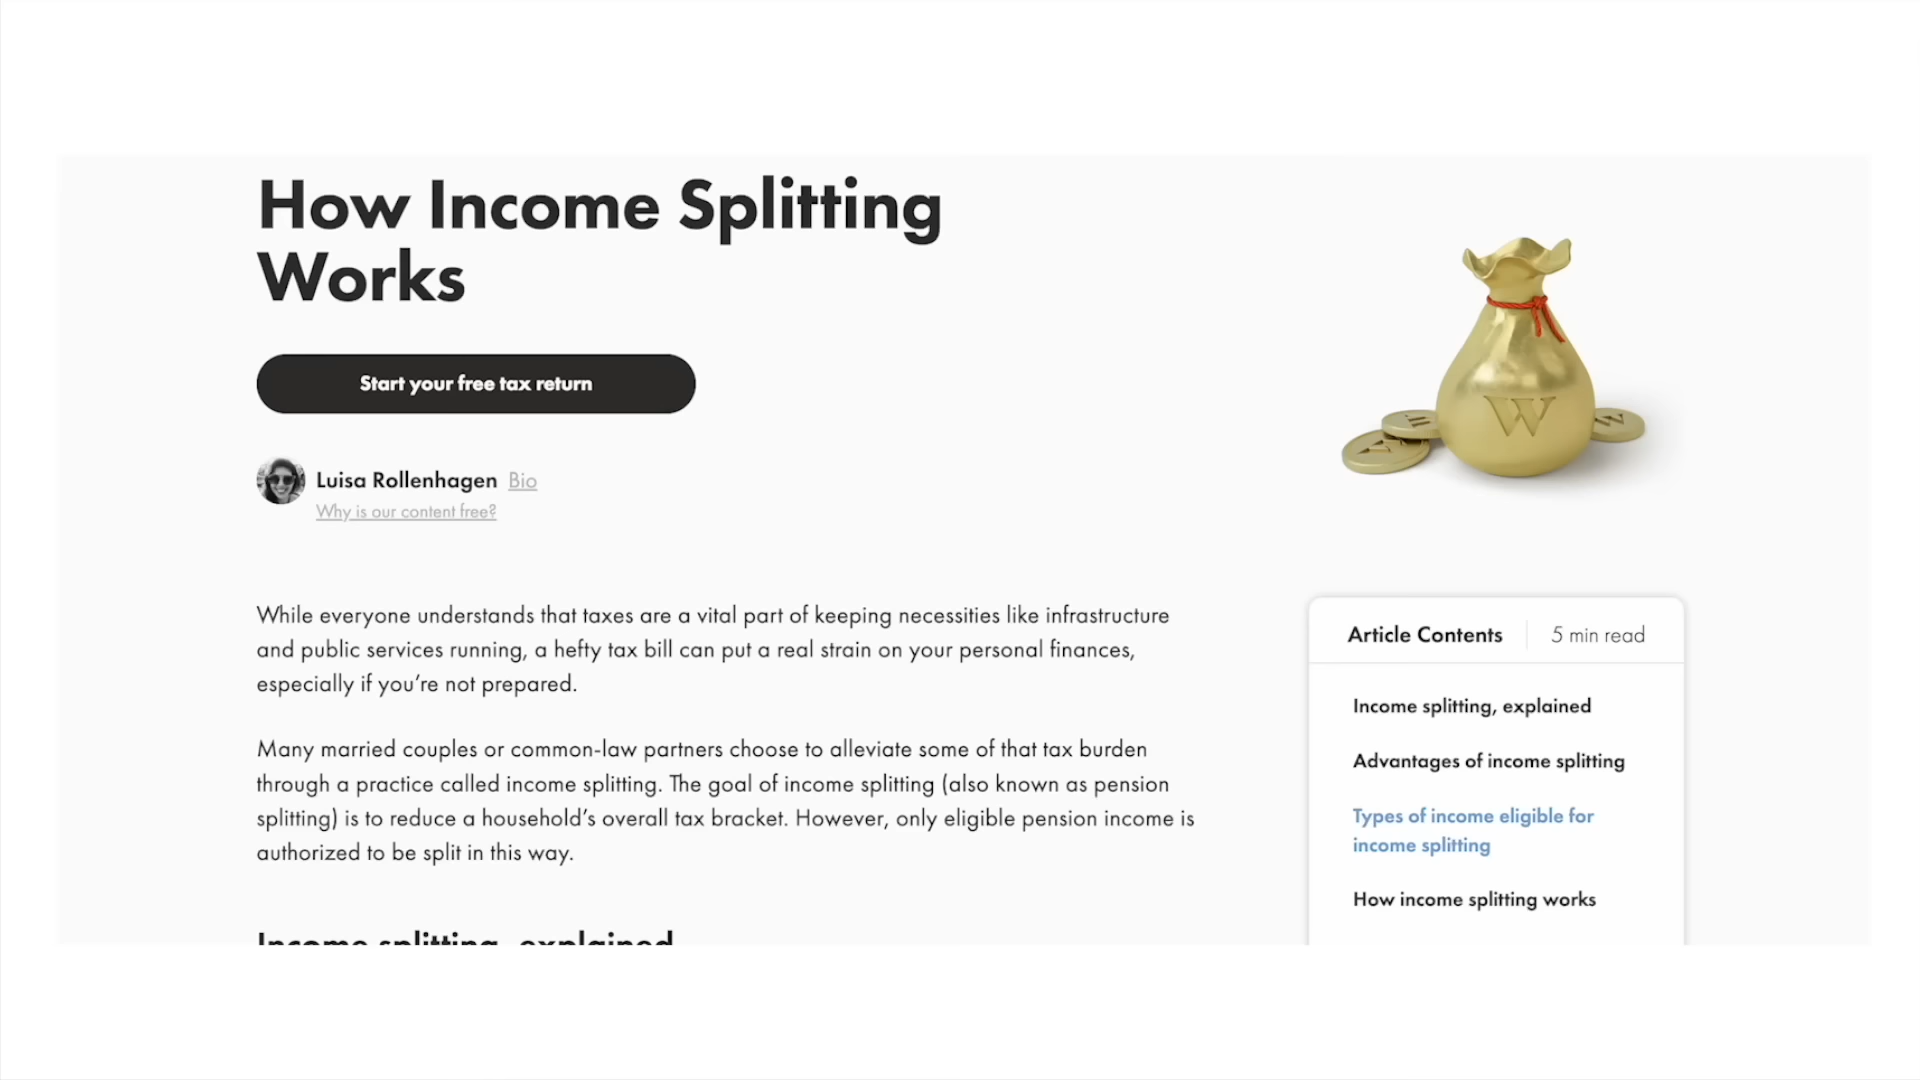 How Income Splitting
Works
Start your free tax return
Luisa Rollenhagen Bio
Why is our content free?
While everyone understands that taxes are a vital part of keeping necessities like infrastructure
and public services running, a hefty tax bill can put a real strain on your personal finances,
especially if you're not prepared.
Many married couples or common-law partners choose to alleviate some of that tax burden
through a practice called income splitting. The goal of income splitting (also known as pension
splitting) is to reduce a household's overall tax bracket. However, only eligible pension income is
authorized to be split in this way.
Income splitting, explained
W
Article Contents
5 min read
Income splitting, explained
Advantages of income splitting
Types of income eligible for
income splitting
How income splitting works